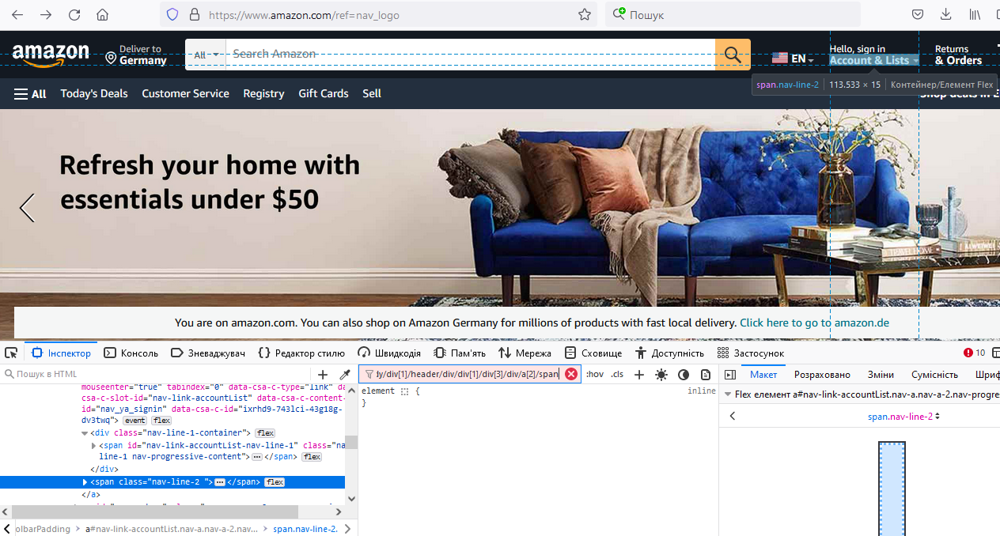 https://www.amazon.com/ref=nav_logo
Пошук
amazon
Deliver to
Germany
All
Search Amazon
EN
Hello, sign in
Account & Lists
Returns
& Orders
span.nav-line-2 113.533 × 15 Контейнер/Елемент Flex
All Today's Deals Customer Service Registry Gift Cards Sell
Shop deals in E
Refresh your home with
essentials under $50
You are on amazon.com. You can also shop on Amazon Germany for millions of products with fast local delivery. Click here to go to amazon.de
Інспектор Консоль Зневаджувач Редактор стилю Швидкодія Пам'ять Мережа Сховище Доступність Застосунок 10
Пошук в HTML
dy/div[1]/header/div/div[1]/div[3]/div/a[2]/span
:hov .cls
Макет Розраховано Зміни Сумісність Шриф
mouseenter="true" tabindex="0" data-csa-c-type="link" da
csa-c-slot-id="nav-link-accountList" data-csa-c-content-
id="nav_ya_signin" data-csa-c-id="ixrhd9-743lci-43g18g-
dv3twq"> event flex
<div class="nav-line-1-container"> flex
<span id="nav-link-accountList-nav-line-1" class="na
line-1 nav-progressive-content"> ••• </span> flex
</div>
<span class="nav-line-2 "> ••• </span> flex
</a>
olbarPadding > a#nav-link-accountList.nav-a.nav-a-2.nav... > span.nav-line-2.
element { inline
}
Flex елемент a#nav-link-accountList.nav-a.nav-a-2.nav-progres
span.nav-line-2